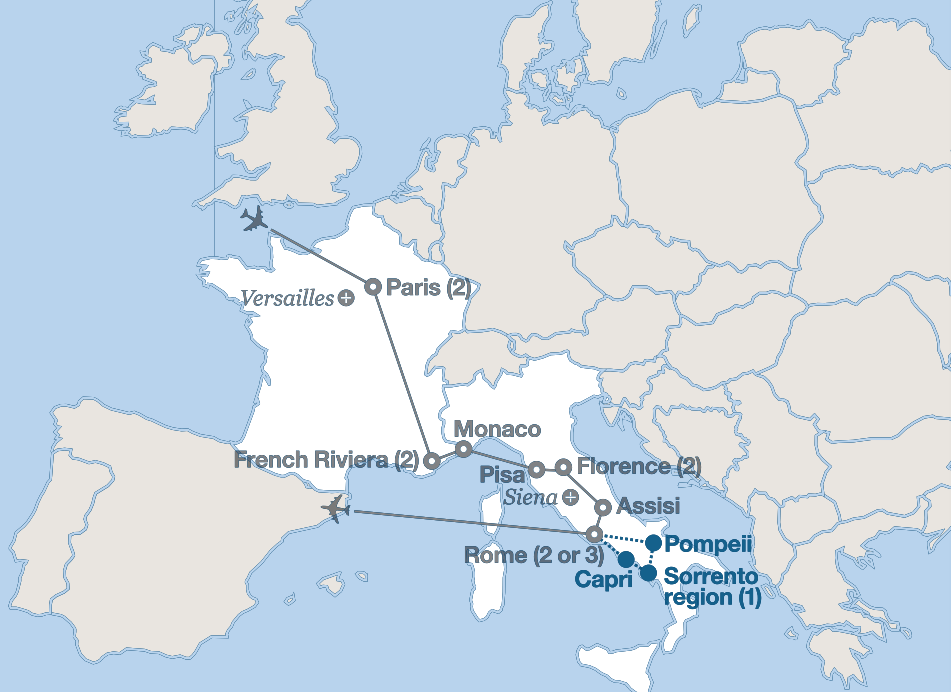 Versailles
Paris (2)
Monaco
French Riviera (2)
Pisa
Florence (2)
Siena
Assisi
Rome (2 or 3)
Pompeii
Capri
Sorrento
region (1)